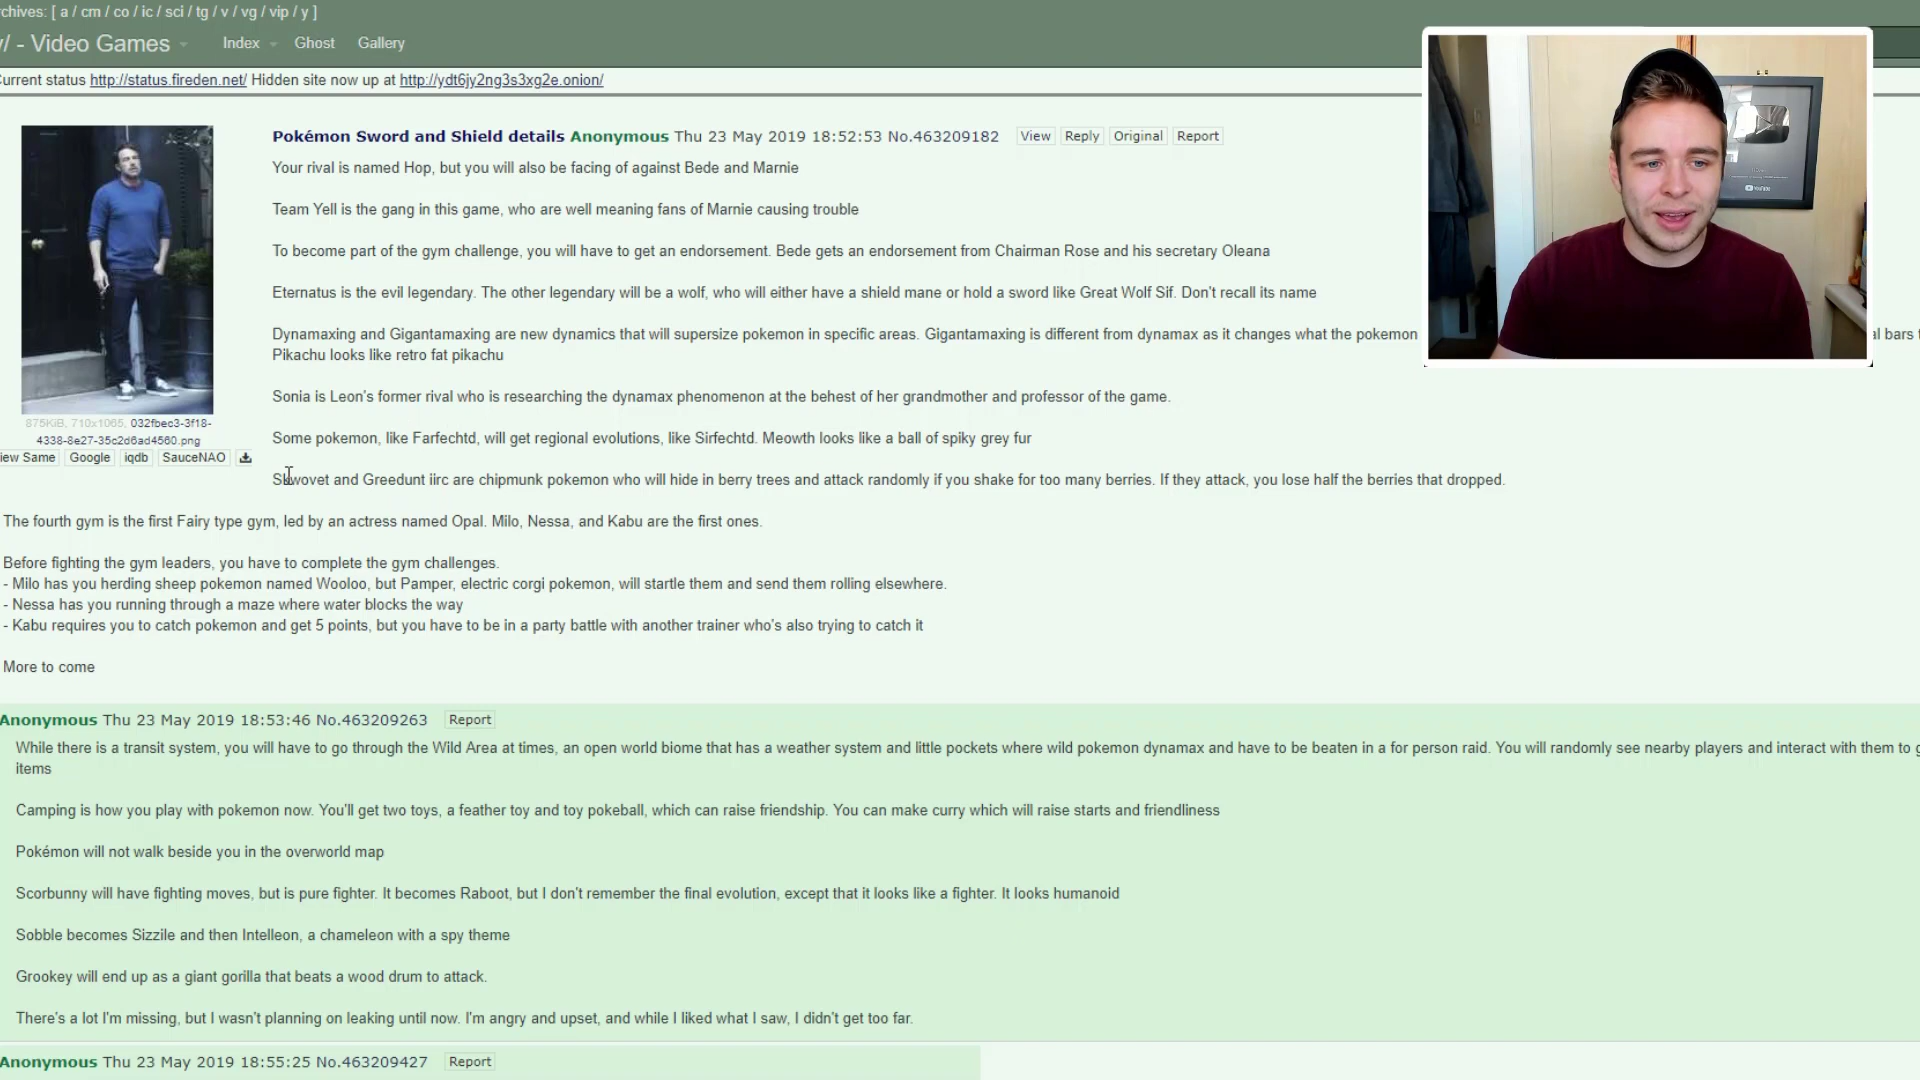 chives: [ a / cm / co / ic / sci / tg / v / vg / vip / y ]
/ - Video Games Index Ghost Gallery
Current status http://status.fireden.net/ Hidden site now up at http://ydt6jy2ng3s3xg2e.onion/
Pokémon Sword and Shield details Anonymous Thu 23 May 2019 18:52:53 No.463209182 View Reply Original Report
Your rival is named Hop, but you will also be facing of against Bede and Marnie
Team Yell is the gang in this game, who are well meaning fans of Marnie causing trouble
To become part of the gym challenge, you will have to get an endorsement. Bede gets an endorsement from Chairman Rose and his secretary Oleana
Eternatus is the evil legendary. The other legendary will be a wolf, who will either have a shield mane or hold a sword like Great Wolf Sif. Don't recall its name
Dynamaxing and Gigantamaxing are new dynamics that will supersize pokemon in specific areas. Gigantamaxing is different from dynamax as it changes what the pokemon al bars t
Pikachu looks like retro fat pikachu
Sonia is Leon's former rival who is researching the dynamax phenomenon at the behest of her grandmother and professor of the game.
875KiB, 710x1065, 032fbec3-3f18-
4338-8e27-35c2d6ad4560.png
iew Same Google iqdb SauceNAO
Some pokemon, like Farfechtd, will get regional evolutions, like Sirfechtd. Meowth looks like a ball of spiky grey fur
Skwovet and Greedunt iirc are chipmunk pokemon who will hide in berry trees and attack randomly if you shake for too many berries. If they attack, you lose half the berries that dropped.
The fourth gym is the first Fairy type gym, led by an actress named Opal. Milo, Nessa, and Kabu are the first ones.
Before fighting the gym leaders, you have to complete the gym challenges.
- Milo has you herding sheep pokemon named Wooloo, but Pamper, electric corgi pokemon, will startle them and send them rolling elsewhere.
- Nessa has you running through a maze where water blocks the way
- Kabu requires you to catch pokemon and get 5 points, but you have to be in a party battle with another trainer who's also trying to catch it
More to come
Anonymous Thu 23 May 2019 18:53:46 No.463209263 Report
While there is a transit system, you will have to go through the Wild Area at times, an open world biome that has a weather system and little pockets where wild pokemon dynamax and have to be beaten in a for person raid. You will randomly see nearby players and interact with them to g
items
Camping is how you play with pokemon now. You'll get two toys, a feather toy and toy pokeball, which can raise friendship. You can make curry which will raise starts and friendliness
Pokémon will not walk beside you in the overworld map
Scorbunny will have fighting moves, but is pure fighter. It becomes Raboot, but I don't remember the final evolution, except that it looks like a fighter. It looks humanoid
Sobble becomes Sizzile and then Intelleon, a chameleon with a spy theme
Grookey will end up as a giant gorilla that beats a wood drum to attack.
There's a lot I'm missing, but I wasn't planning on leaking until now. I'm angry and upset, and while I liked what I saw, I didn't get too far.
Anonymous Thu 23 May 2019 18:55:25 No.463209427 Report